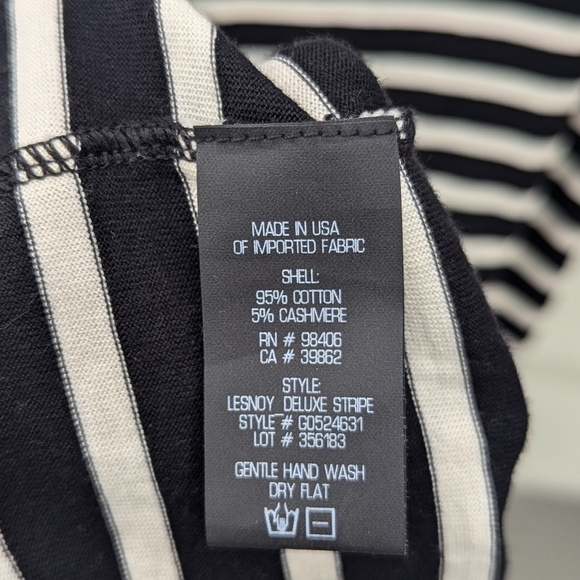 MADE IN USA
OF IMPORTED FABRIC
SHELL:
95% COTTON
5% CASHMERE
RN # 98406
CA # 39862
STYLE:
LESNOY DELUXE STRIPE
STYLE # G0524631
LOT # 356183
GENTLE HAND WASH
DRY FLAT